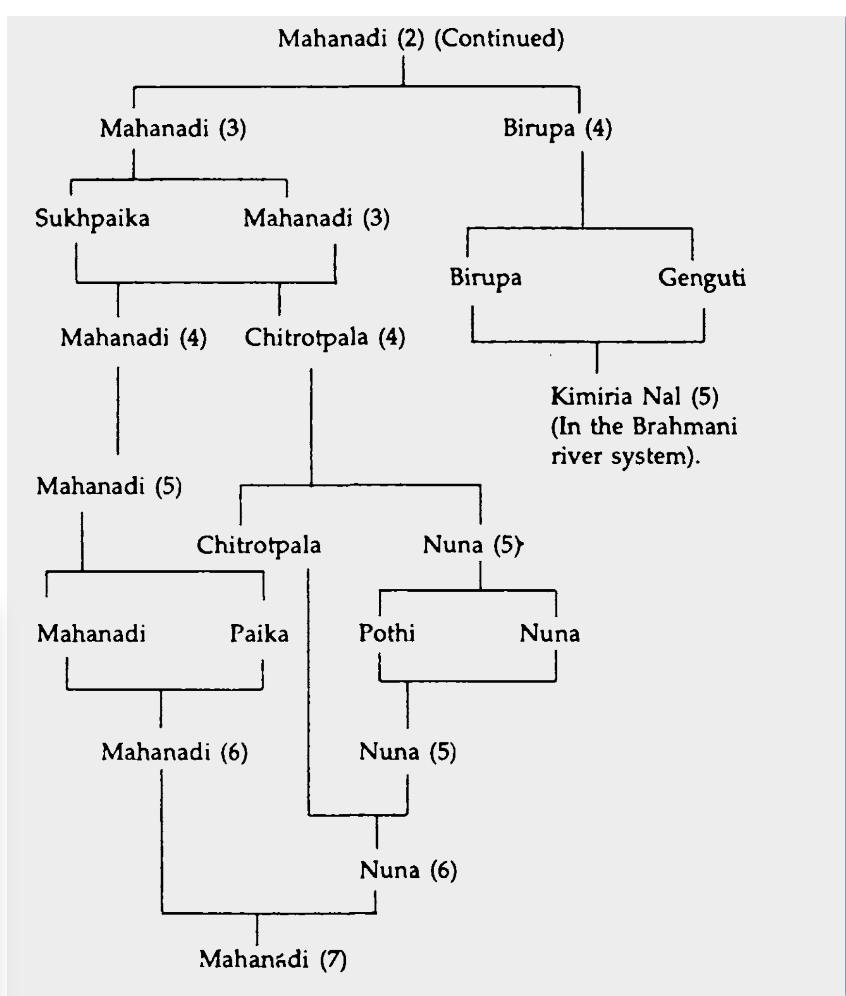 Mahanadi (2) (Continued)
Mahanadi (3)
Birupa (4)
Sukhpaika
Mahanadi (3)
Birupa
Genguti
Mahanadi (4)
Chitrotpala (4)
Kimiria Nal (5)
(In the Brahmani
river system).
Mahanadi (5)
Chitrotpala
Nuna (5)
Mahanadi
Paika
Pothi
Nuna
Mahanadi (6)
Nuna (5)
Nuna (6)
Mahanadi (7)